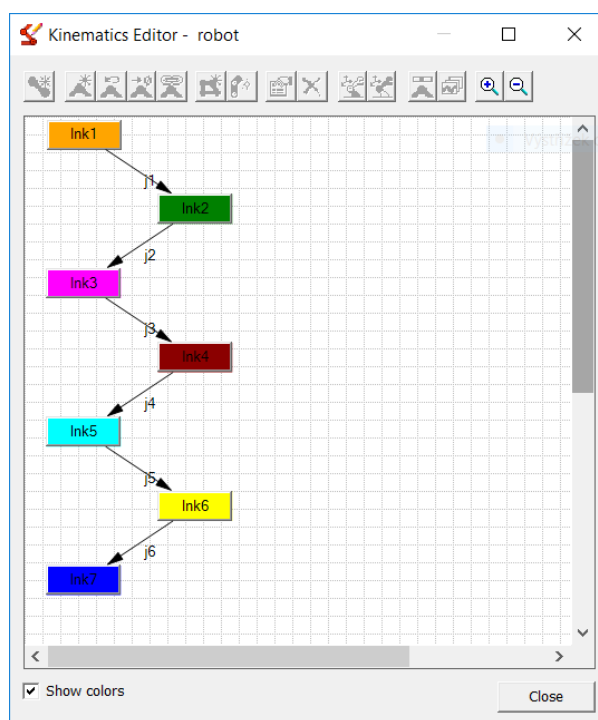 Kinematics Editor - robot
lnk1
j1
lnk2
j2
lnk3
j3
lnk4
j4
lnk5
j5
lnk6
j6
lnk7
Show colors
Close